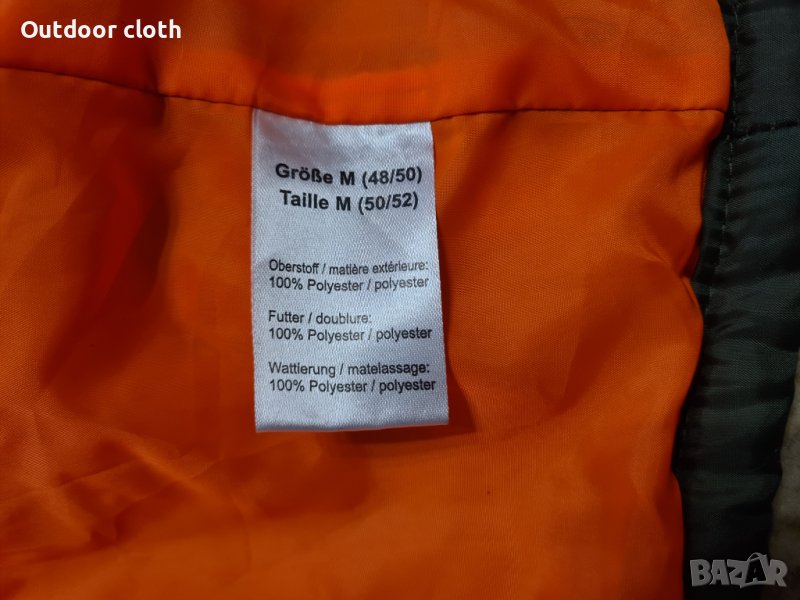 Outdoor cloth
Größe M (48/50)
Taille M (50/52)
Oberstoff / matière extérieure:
100% Polyester / polyester
Futter / doublure:
100% Polyester / polyester
Wattierung / matelassage:
100% Polyester / polyester
BAZAR